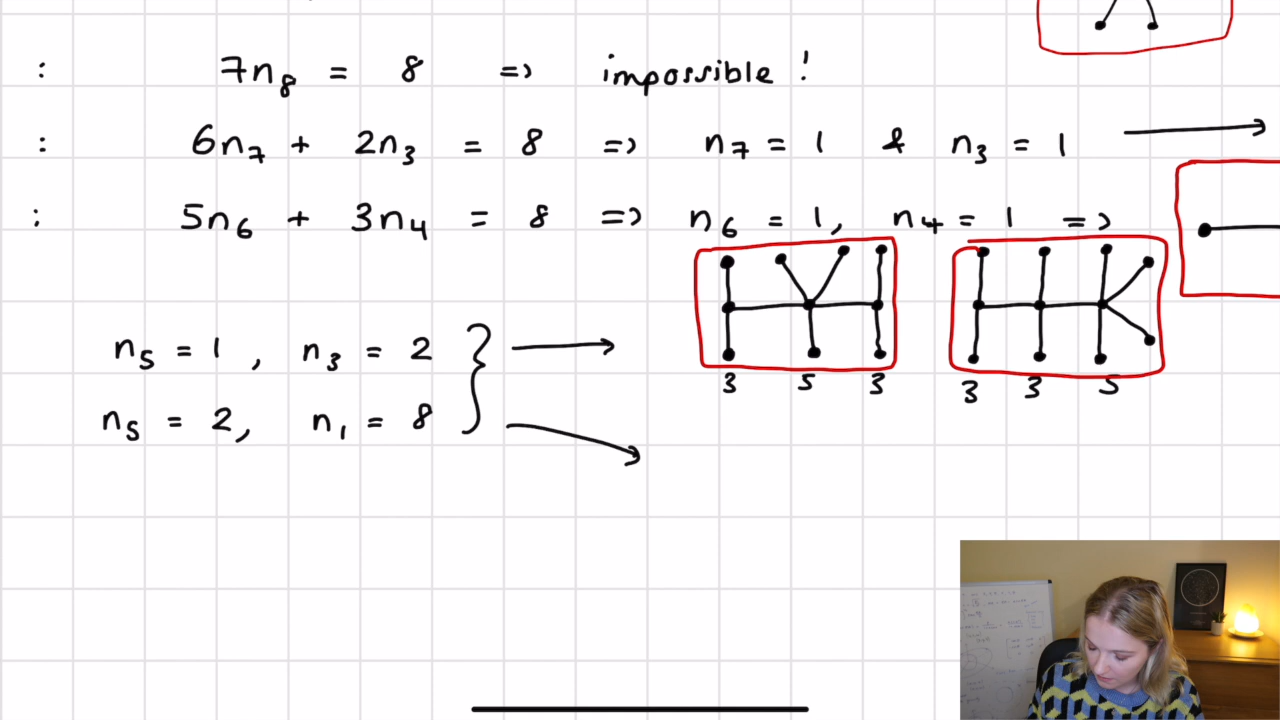 : 7n₈ = 8 => impossible !
: 6n₇ + 2n₃ = 8 => n₇ = 1 & n₃ = 1
: 5n₆ + 3n₄ = 8 => n₆ = 1, n₄ = 1 =>
n₅ = 1 , n₃ = 2
3 5 3
3 3 5
n₅ = 2, n₁ = 8